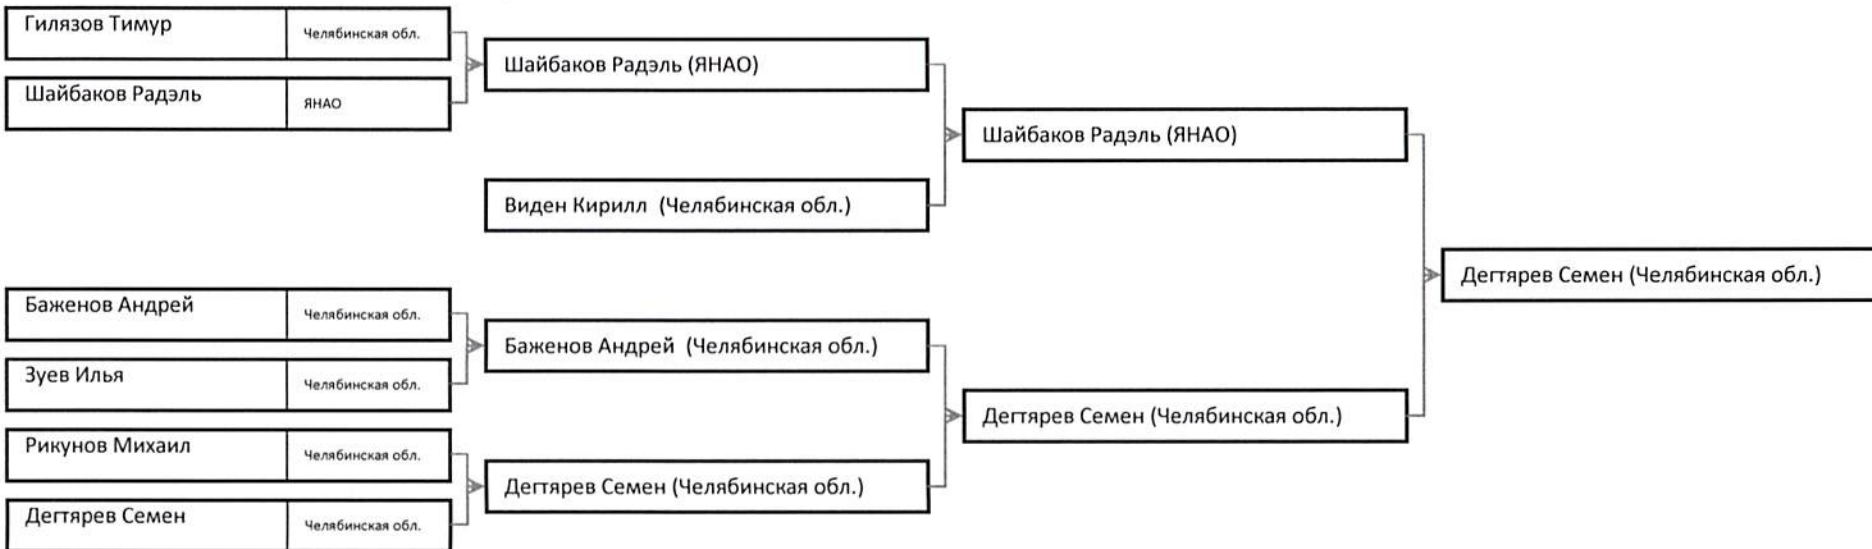 Гилязов Тимур
Челябинская обл.
Шайбаков Радэль
ЯНАО
Шайбаков Радэль (ЯНАО)
Виден Кирилл (Челябинская обл.)
Шайбаков Радэль (ЯНАО)
Баженов Андрей
Челябинская обл.
Зуев Илья
Челябинская обл.
Баженов Андрей (Челябинская обл.)
Рикунов Михаил
Челябинская обл.
Дегтярев Семен
Челябинская обл.
Дегтярев Семен (Челябинская обл.)
Дегтярев Семен (Челябинская обл.)
Дегтярев Семен (Челябинская обл.)